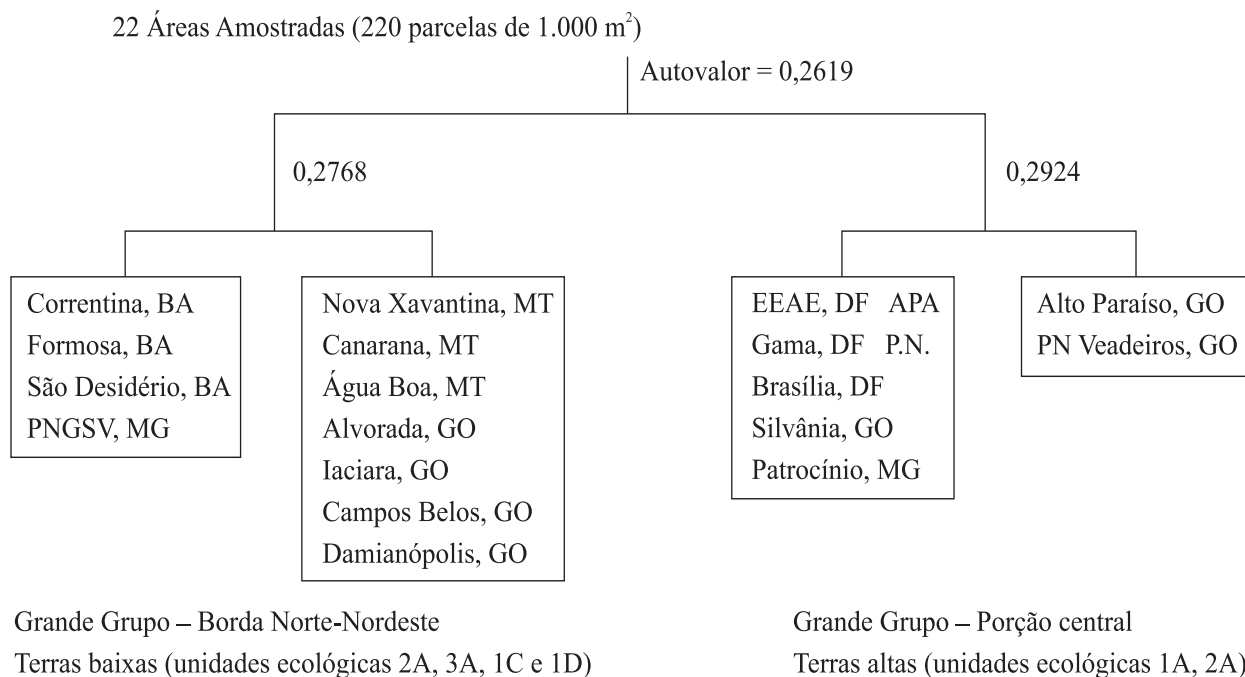 22 Áreas Amostradas (220 parcelas de 1.000 m²)
Autovalor = 0,2619
0,2768
0,2924
Correntina, BA
Formosa, BA
São Desidério, BA
PNGSV, MG
Nova Xavantina, MT
Canarana, MT
Água Boa, MT
Alvorada, GO
Iaciara, GO
Campos Belos, GO
Damianópolis, GO
EEAE, DF APA
Gama, DF P.N.
Brasília, DF
Silvânia, GO
Patrocínio, MG
Alto Paraíso, GO
PN Veadeiros, GO
Grande Grupo – Borda Norte-Nordeste
Terras baixas (unidades ecológicas 2A, 3A, 1C e 1D)
Grande Grupo – Porção central
Terras altas (unidades ecológicas 1A, 2A)